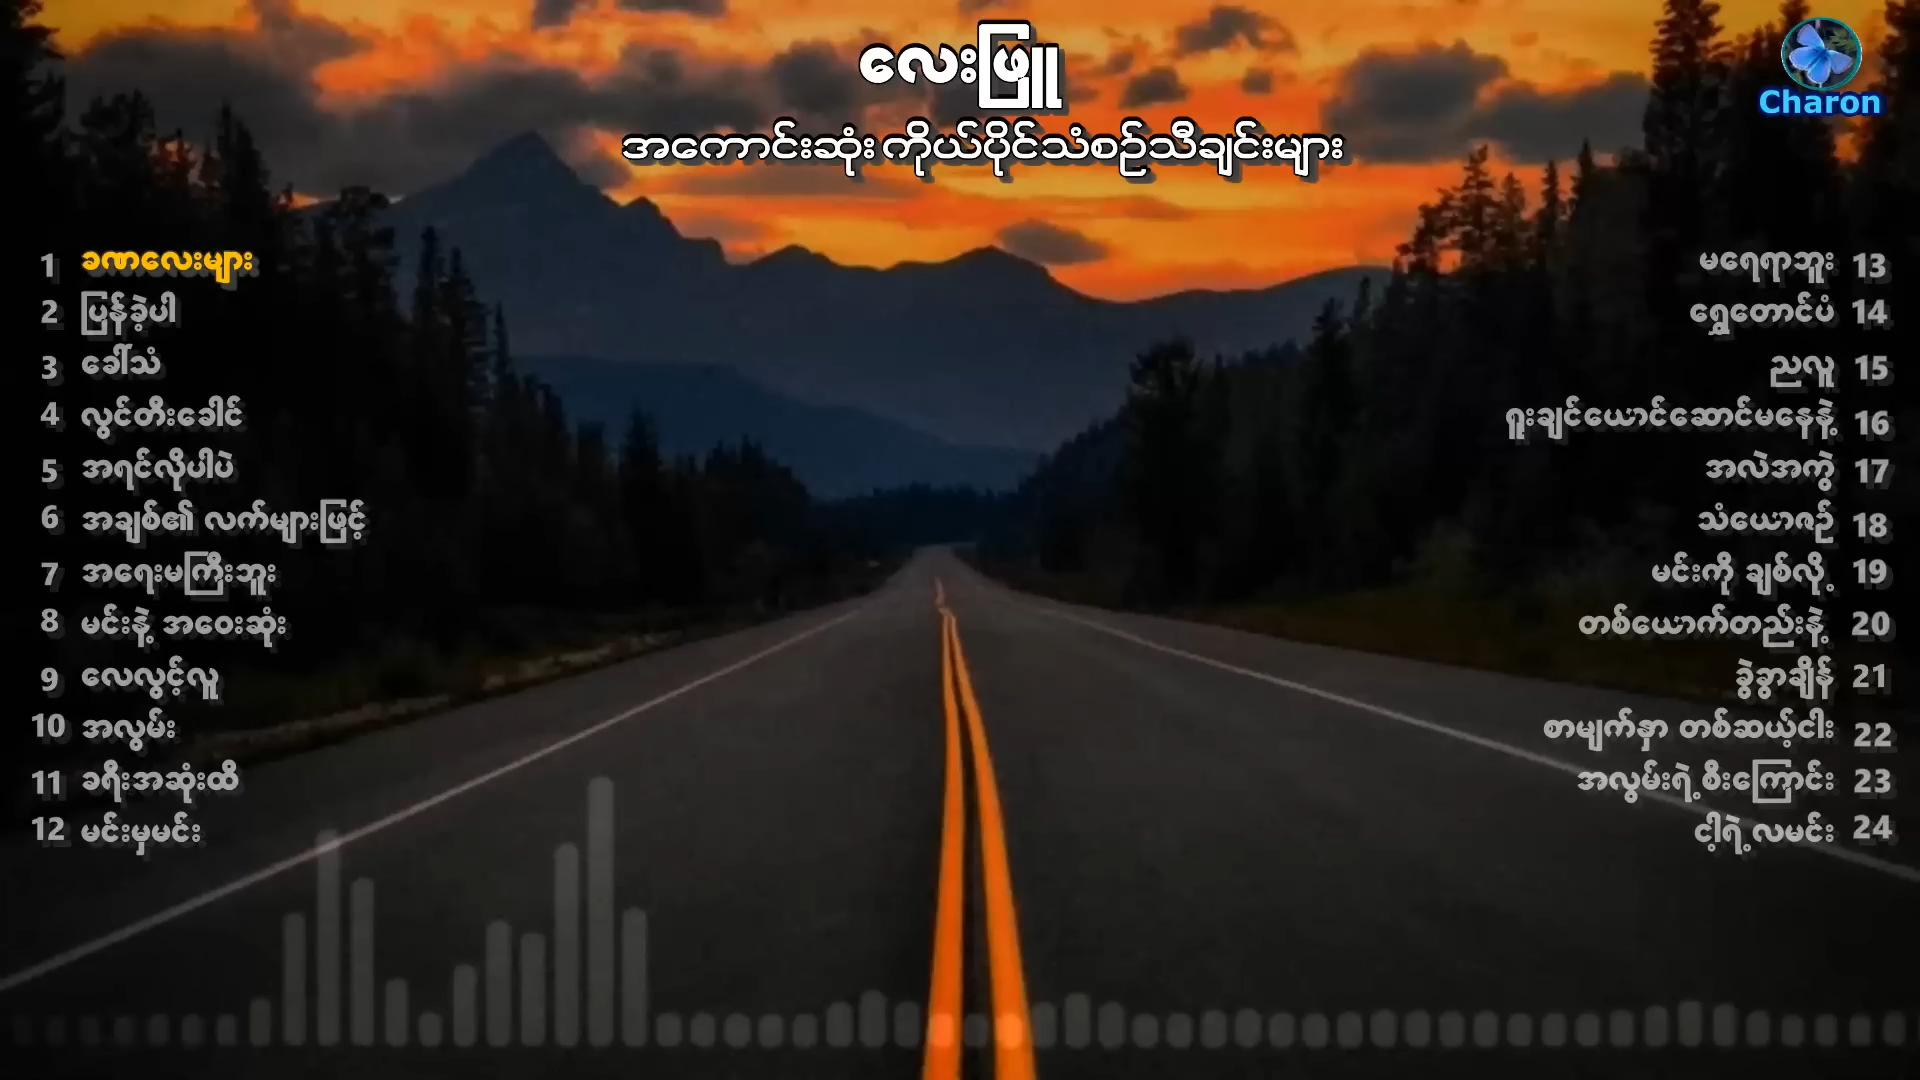 လေးဖြူ
အကောင်းဆုံး ကိုယ်ပိုင်သံစဉ်သီချင်းများ
Charon
1 ခဏလေးများ
2 ပြန်ခဲ့ပါ
3 ခေါ်သံ
4 လွင်တီးခေါင်
5 အရင်လိုပါပဲ
6 အချစ်၏ လက်များဖြင့်
7 အရေးမကြီးဘူး
8 မင်းနဲ့ အဝေးဆုံး
9 လေလွင့်လူ
10 အလွမ်း
11 ခရီးအဆုံးထိ
12 မင်းမှမင်း
မရေရာဘူး 13
ရွှေတောင်ပံ 14
ညလူ 15
ရူးချင်ယောင်ဆောင်မနေနဲ့ 16
အလဲအကွဲ 17
သံယောဇဉ် 18
မင်းကို ချစ်လို့ 19
တစ်ယောက်တည်းနဲ့ 20
ခွဲခွာချိန် 21
စာမျက်နှာ တစ်ဆယ့်ငါး 22
အလွမ်းရဲ့စီးကြောင်း 23
ငါ့ရဲ့လမင်း 24